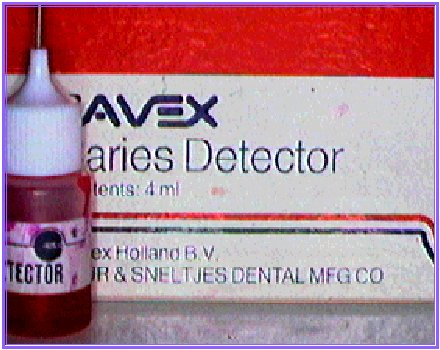 AVEX
aries Detector
tents: 4 ml
ex Holland B.V.
R & SNELTJES DENTAL MFG CO
TECTOR